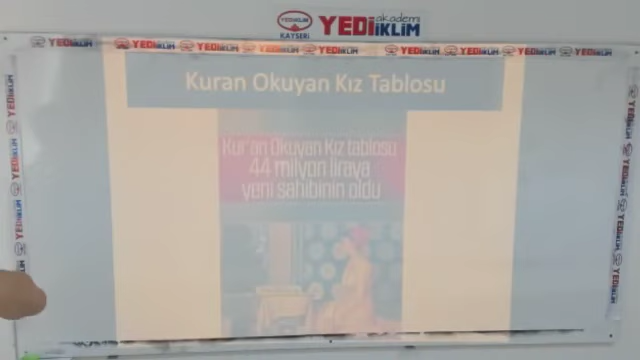 YEDİİKLİM
KAYSERİ
YEDİ akademi
İKLİM
Kuran Okuyan Kız Tablosu
Kur'an Okuyan Kız tablosu
44 milyon liraya
yeni sahibinin oldu